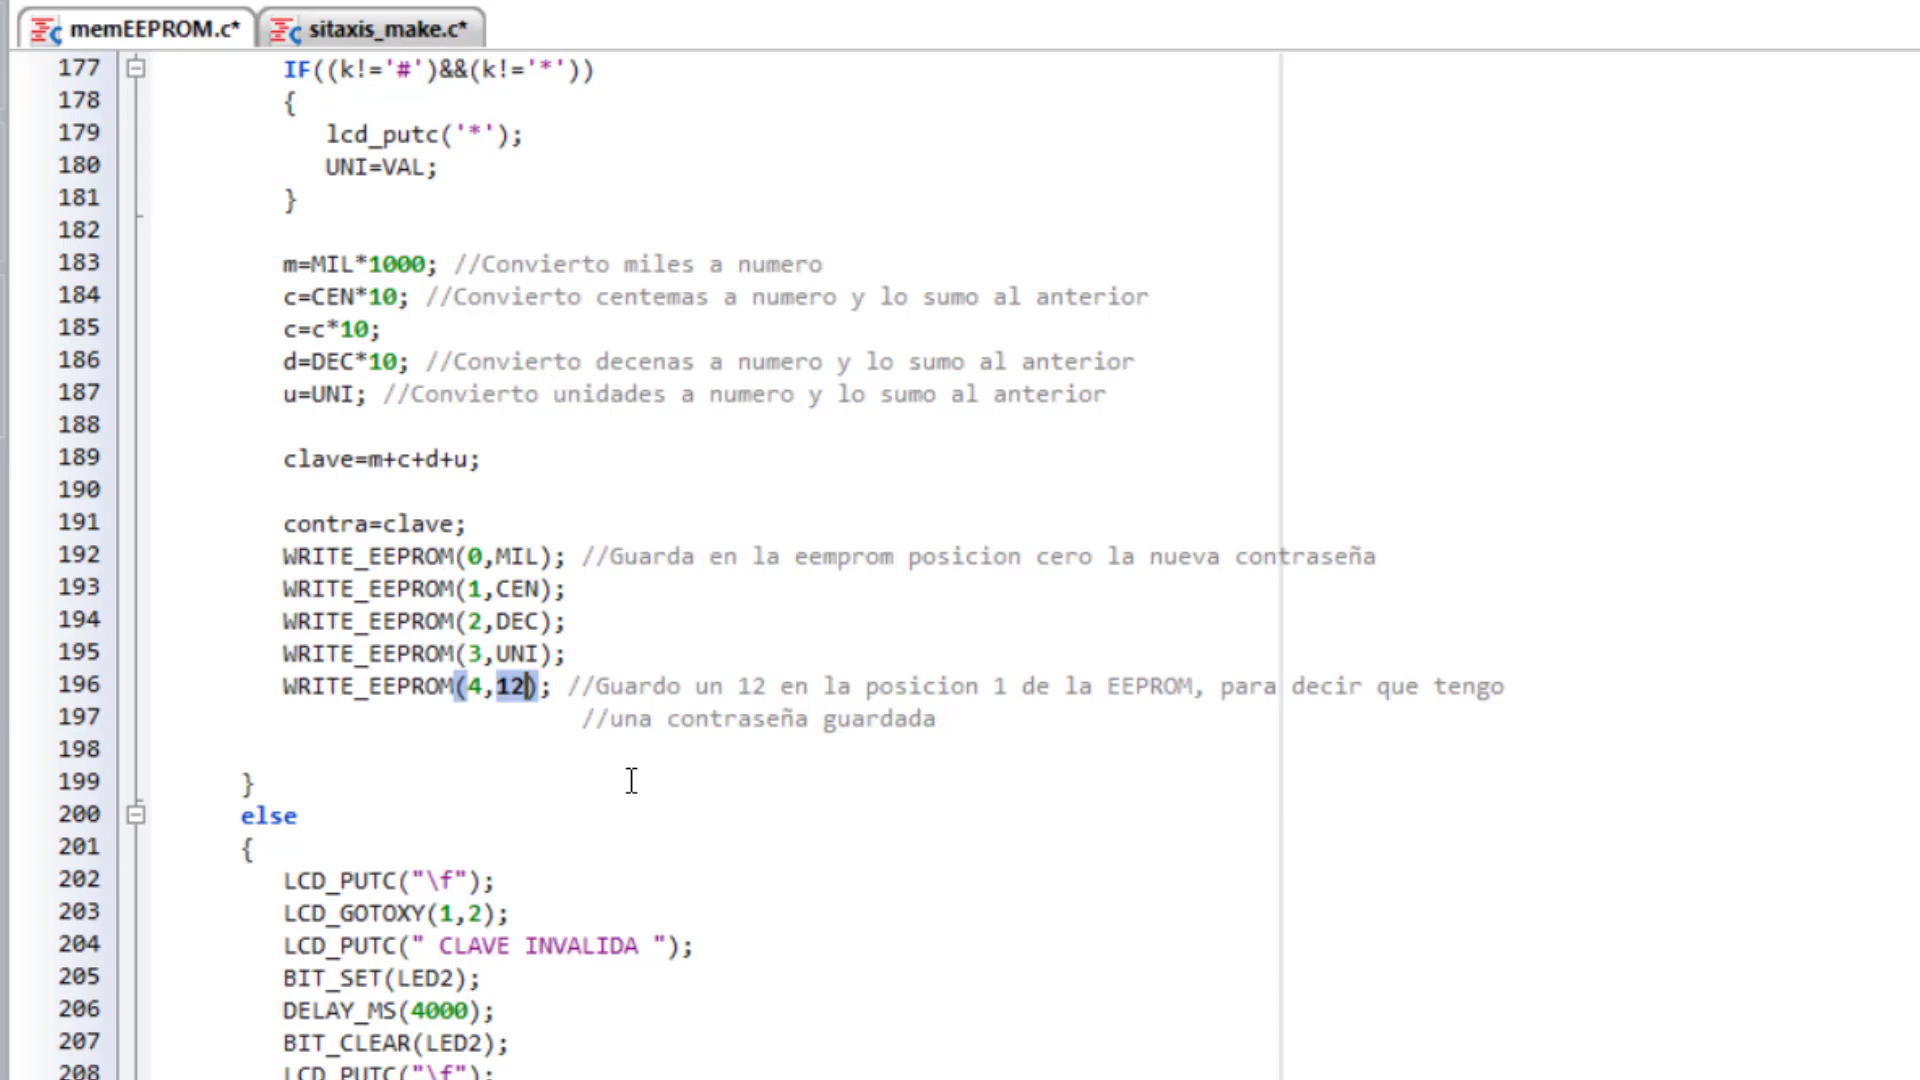 memEEPROM.c* sitaxis_make.c*
177 IF((k!='#')&&(k!='*'))
178 {
179 lcd_putc('*');
180 UNI=VAL;
181 }
182
183 m=MIL*1000; //Convierto miles a numero
184 c=CEN*10; //Convierto centemas a numero y lo sumo al anterior
185 c=c*10;
186 d=DEC*10; //Convierto decenas a numero y lo sumo al anterior
187 u=UNI; //Convierto unidades a numero y lo sumo al anterior
188
189 clave=m+c+d+u;
190
191 contra=clave;
192 WRITE_EEPROM(0,MIL); //Guarda en la eemprom posicion cero la nueva contraseña
193 WRITE_EEPROM(1,CEN);
194 WRITE_EEPROM(2,DEC);
195 WRITE_EEPROM(3,UNI);
196 WRITE_EEPROM(4,12); //Guardo un 12 en la posicion 1 de la EEPROM, para decir que tengo
197 //una contraseña guardada
198
199 }
200 else
201 {
202 LCD_PUTC("\f");
203 LCD_GOTOXY(1,2);
204 LCD_PUTC(" CLAVE INVALIDA ");
205 BIT_SET(LED2);
206 DELAY_MS(4000);
207 BIT_CLEAR(LED2);
208 LCD_PUTC("\f");